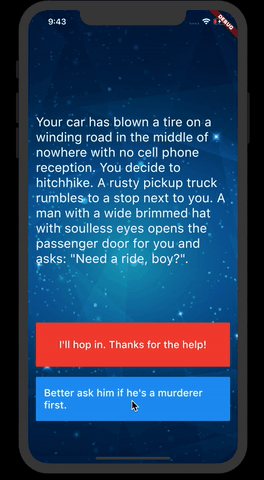 9:43
DEBUG
Your car has blown a tire on a
winding road in the middle of
nowhere with no cell phone
reception. You decide to
hitchhike. A rusty pickup truck
rumbles to a stop next to you. A
man with a wide brimmed hat
with soulless eyes opens the
passenger door for you and
asks: "Need a ride, boy?".
I'll hop in. Thanks for the help!
Better ask him if he's a murderer
first.